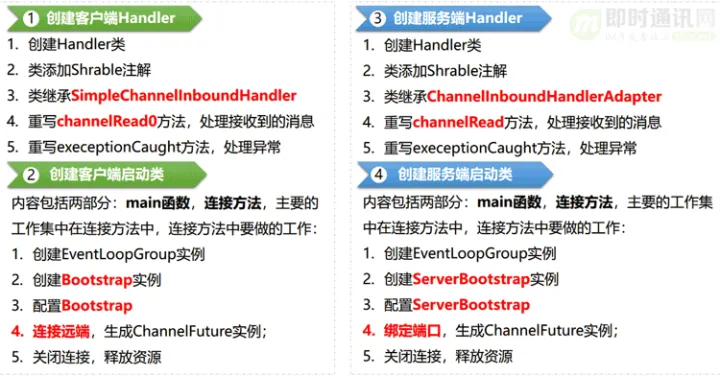 1 创建客户端Handler
1. 创建Handler类
2. 类添加Shrable注解
3. 类继承SimpleChannelInboundHandler
4. 重写channelRead0方法，处理接收到的消息
5. 重写execeptionCaught方法，处理异常
2 创建客户端启动类
内容包括两部分：main函数，连接方法，主要的
工作集中在连接方法中，连接方法中要做的工作：
1. 创建EventLoopGroup实例
2. 创建Bootstrap实例
3. 配置Bootstrap
4. 连接远端，生成ChannelFuture实例；
5. 关闭连接，释放资源
3 创建服务端Handler
即时通讯网
1. 创建Handler类
2. 类添加Shrable注解
3. 类继承ChannelInboundHandlerAdapter
4. 重写channelRead方法，处理接收到的消息
5. 重写execeptionCaught方法，处理异常
4 创建服务端启动类
内容包括两部分：main函数，连接方法，主要的工作集
中在连接方法中，连接方法中要做的工作：
1. 创建EventLoopGroup实例
2. 创建ServerBootstrap实例
3. 配置ServerBootstrap
4. 绑定端口，生成ChannelFuture实例；
5. 关闭连接，释放资源